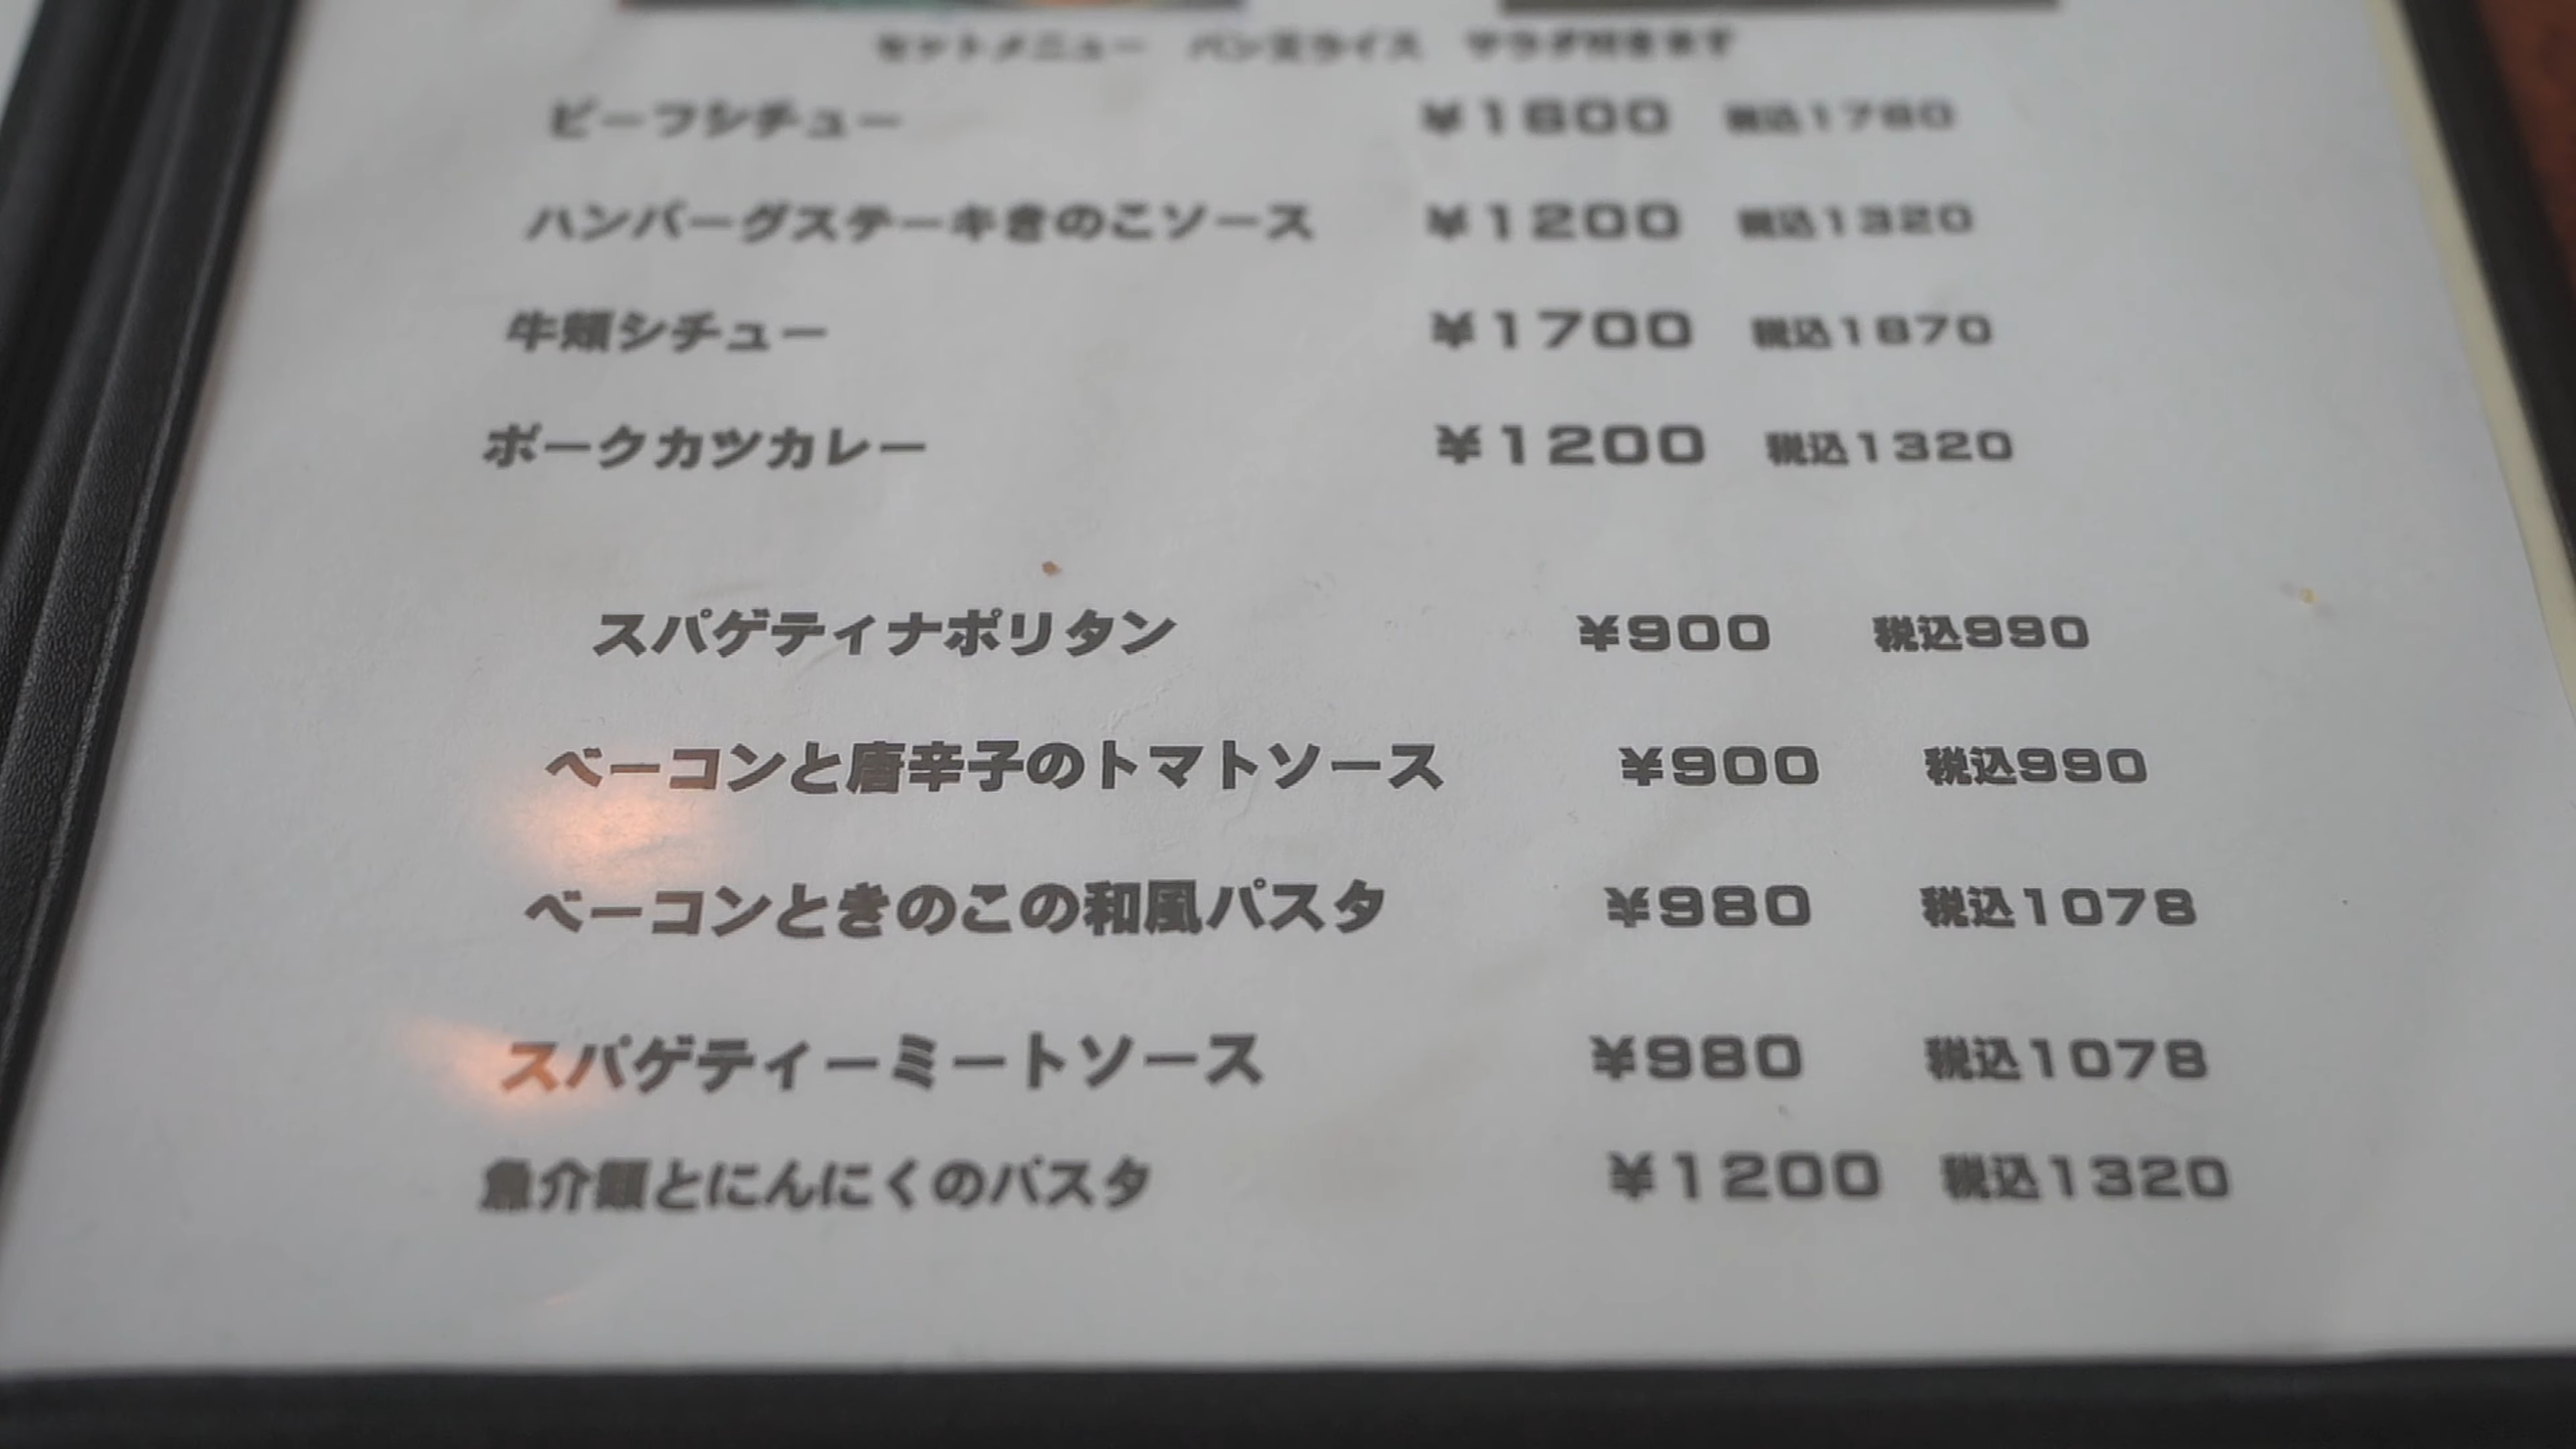 セットメニュー パン又ライス サラダ付きます
ビーフシチュー ¥1600 税込1760
ハンバーグステーキきのこソース ¥1200 税込1320
牛頬シチュー ¥1700 税込1870
ポークカツカレー ¥1200 税込1320
スパゲティナポリタン ¥900 税込990
ベーコンと唐辛子のトマトソース ¥900 税込990
ベーコンときのこの和風パスタ ¥980 税込1078
スパゲティーミートソース ¥980 税込1078
魚介類とにんにくのパスタ ¥1200 税込1320